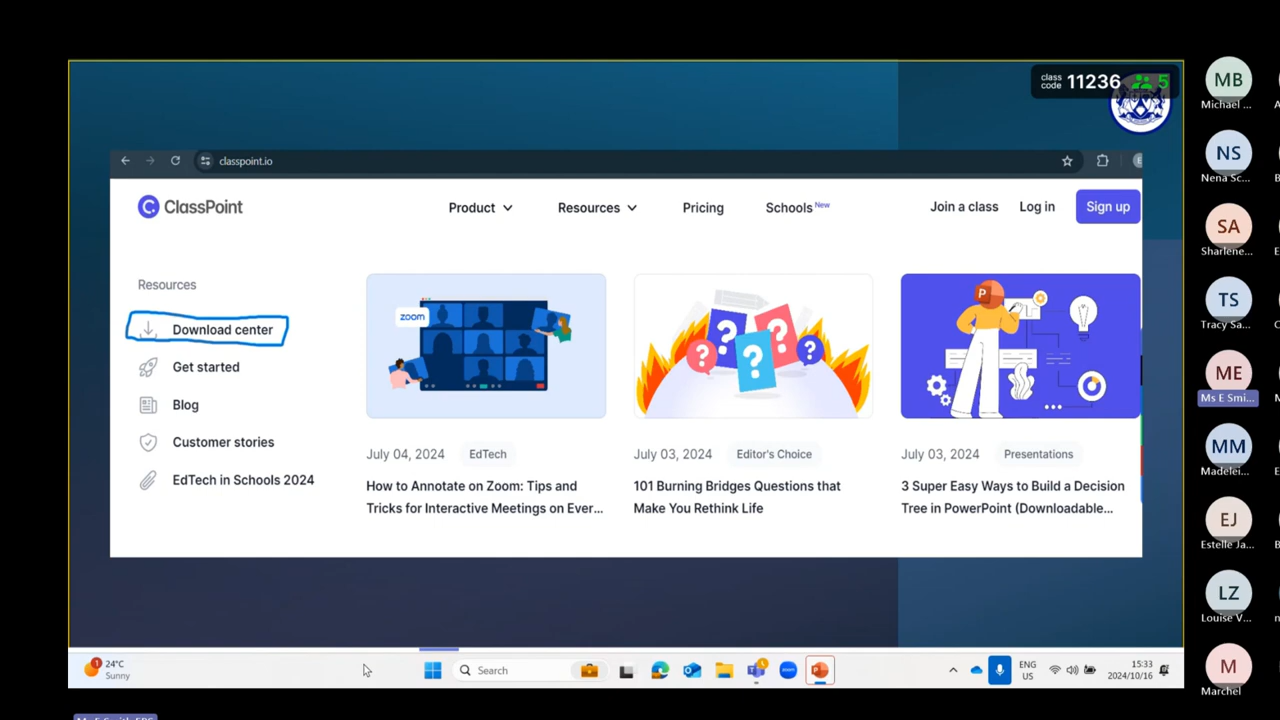 class code 11236 5
classpoint.io
ClassPoint
Product
Resources
Pricing
Schools New
Join a class
Log in
Sign up
Resources
Download center
Get started
Blog
Customer stories
EdTech in Schools 2024
zoom
July 04, 2024 EdTech
How to Annotate on Zoom: Tips and
Tricks for Interactive Meetings on Ever...
? ? ? ? ?
July 03, 2024 Editor's Choice
101 Burning Bridges Questions that
Make You Rethink Life
P
July 03, 2024 Presentations
3 Super Easy Ways to Build a Decision
Tree in PowerPoint (Downloadable...
1
24°C
Sunny
Search
ENG
US
15:33
2024/10/16
MB
Michael ...
NS
Nena Sc...
SA
Sharlene...
TS
Tracy Sa...
ME
Ms E Smi...
MM
Madelei...
EJ
Estelle Ja...
LZ
Louise V...
M
Marchel